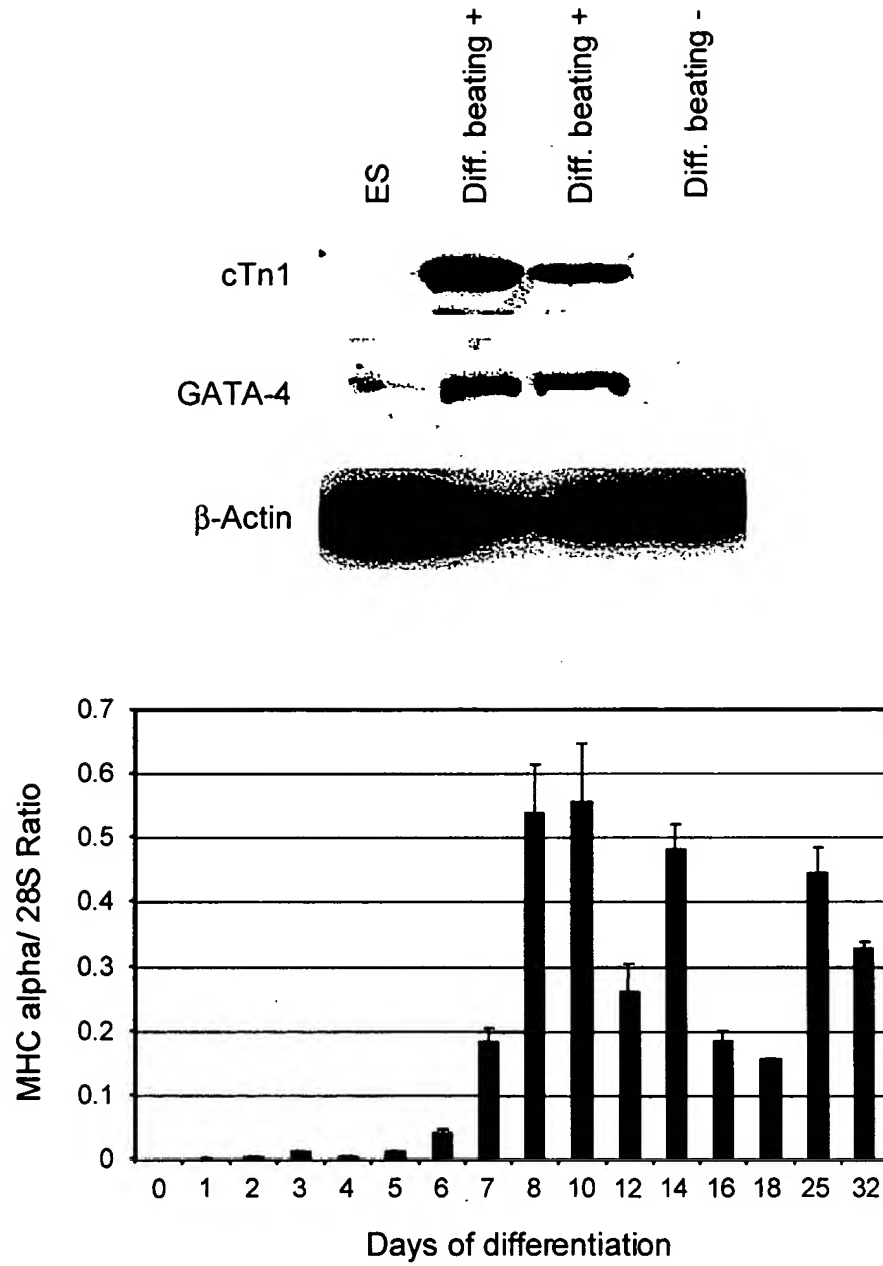 ES
Diff. beating +
Diff. beating +
Diff. beating -
cTn1
GATA-4
β-Actin
MHC alpha/ 28S Ratio
0.7
0.6
0.5
0.4
0.3
0.2
0.1
0
0 1 2 3 4 5 6 7 8 10 12 14 16 18 25 32
Days of differentiation